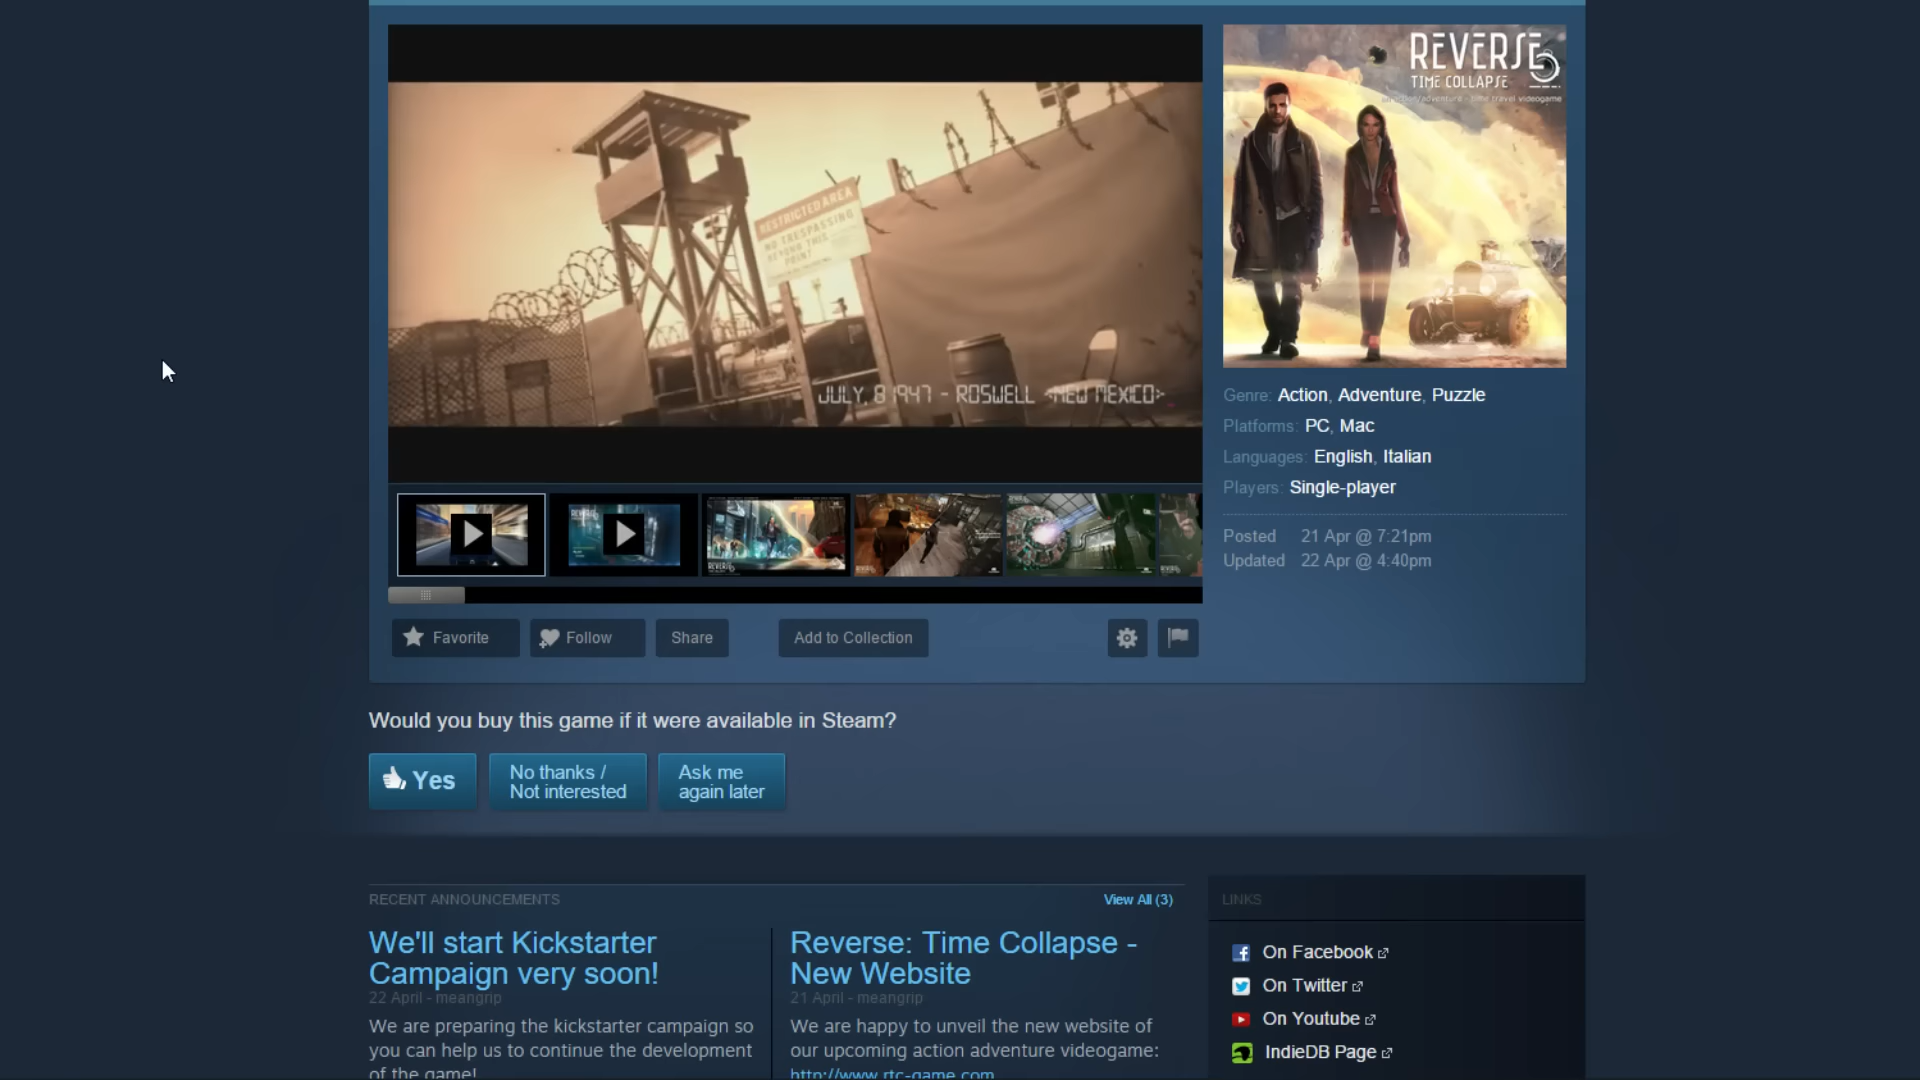 REVERSE
TIME COLLAPSE
time travel videogame
RESTRICTED AREA
NO TRESPASSING
BEYOND THIS
POINT
JULY, 8 1947 - ROSWELL <NEW MEXICO>
Genre: Action, Adventure, Puzzle
Platforms: PC, Mac
Languages: English, Italian
Players: Single-player
Posted 21 Apr @ 7:21pm
Updated 22 Apr @ 4:40pm
Favorite
Follow
Share
Add to Collection
Would you buy this game if it were available in Steam?
Yes
No thanks /
Not interested
Ask me
again later
RECENT ANNOUNCEMENTS
View All (3)
We'll start Kickstarter
Campaign very soon!
22 April - meangrip
We are preparing the kickstarter campaign so
you can help us to continue the development
of the game!
Reverse: Time Collapse -
New Website
21 April - meangrip
We are happy to unveil the new website of
our upcoming action adventure videogame:
http://www.rtc-game.com
LINKS
On Facebook
On Twitter
On Youtube
IndieDB Page